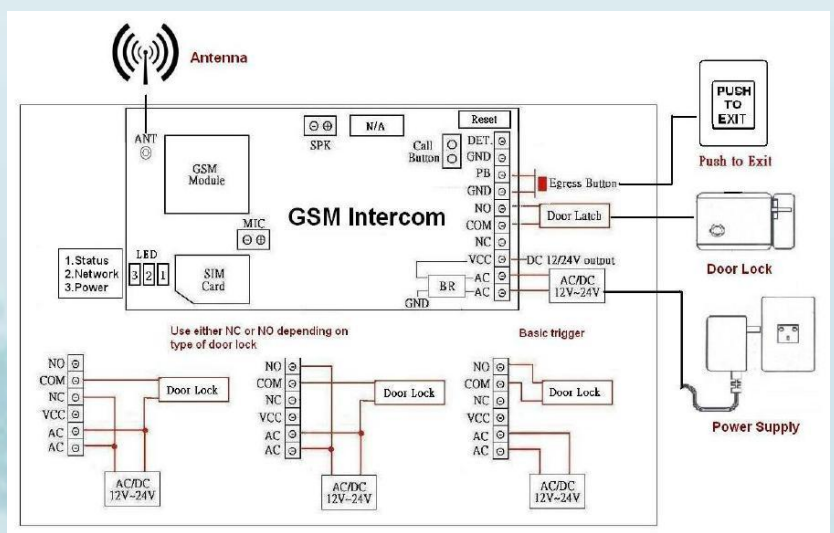 Antenna
ANT
GSM
Module
SPK
N/A
Reset
Call
Button
DET.
GND
PB
GND
NO
COM
NC
VCC
AC
AC
Egress Button
PUSH
TO
EXIT
Push to Exit
GSM Intercom
MIC
Door Latch
DC 12/24V output
BR
GND
AC/DC
12V~24V
Door Lock
1.Status
2.Network
3.Power
LED
3 2 1
SIM
Card
Use either NC or NO depending on
type of door lock
Basic trigger
NO
COM
NC
VCC
AC
AC
Door Lock
AC/DC
12V~24V
NO
COM
NC
VCC
AC
AC
Door Lock
AC/DC
12V~24V
NO
COM
NC
VCC
AC
AC
Door Lock
AC/DC
12V~24V
Power Supply